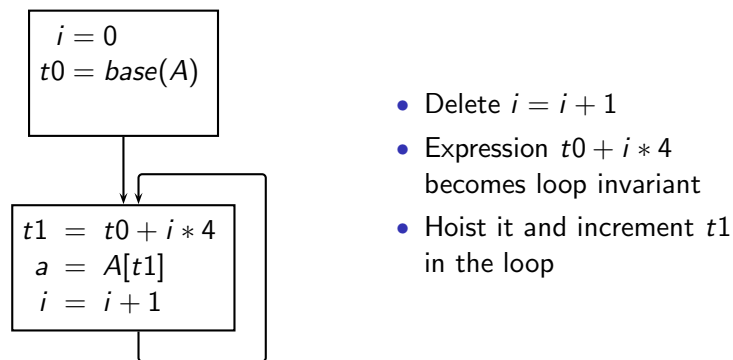 i = 0
t0 = base(A)
t1 = t0 + i ∗ 4
a = A[t1]
i = i + 1
• Delete i = i + 1
• Expression t0 + i ∗ 4
becomes loop invariant
• Hoist it and increment t1
in the loop